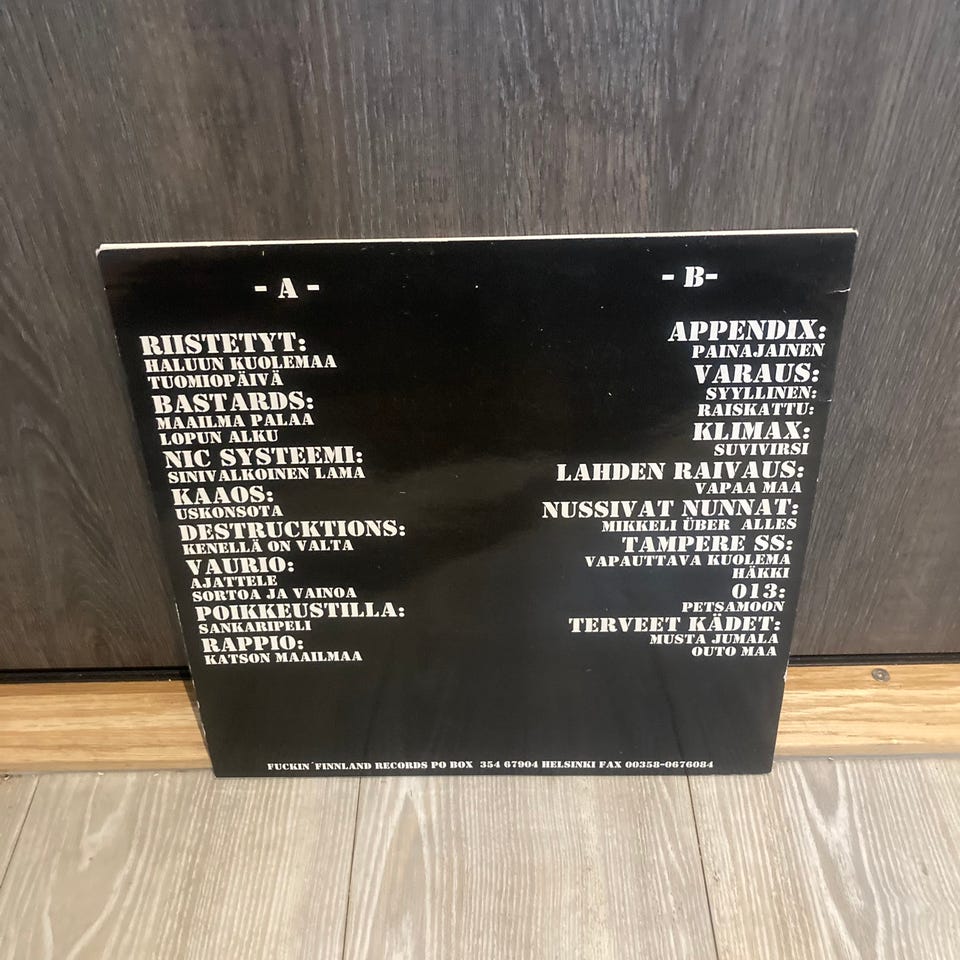 - A -
RIISTETYT:
HALUUN KUOLEMAA
TUOMIOPÄIVÄ
BASTARDS:
MAAILMA PALAA
LOPUN ALKU
NIC SYSTEEMI:
SINIVALKOINEN LAMA
KAAOS:
USKONSOTA
DESTRUCKTIONS:
KENELLÄ ON VALTA
VAURIO:
AJATTELE
SORTOA JA VAINOA
POIKKEUSTILLA:
SANKARIPELI
RAPPIO:
KATSON MAAILMAA
- B-
APPENDIX:
PAINAJAINEN
VARAUS:
SYYLLINEN:
RAISKATTU:
KLIMAX:
SUVIVIRSI
LAHDEN RAIVAUS:
VAPAA MAA
NUSSIVAT NUNNAT:
MIKKELI ÜBER ALLES
TAMPERE SS:
VAPAUTTAVA KUOLEMA
HÄKKI
013:
PETSAMOON
TERVEET KÄDET:
MUSTA JUMALA
OUTO MAA
FUCKIN´FINNLAND RECORDS PO BOX 354 67904 HELSINKI FAX 00358-0676084